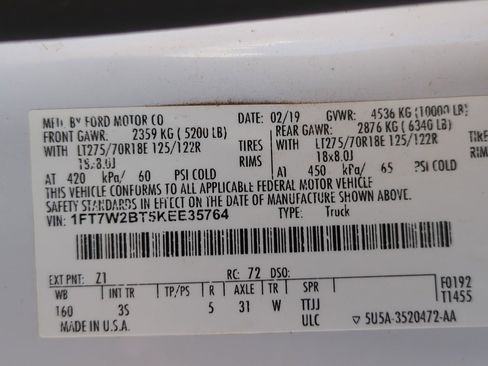 MFD. BY FORD MOTOR CO DATE: 02/19 GVWR: 4536 KG (10000 LB)
FRONT GAWR: 2359 KG (5200 LB) REAR GAWR: 2876 KG (6340 LB)
WITH LT275/70R18E 125/122R TIRES WITH LT275/70R18E 125/122R TIRE
18x8.0J RIMS 18x8.0J RIM
AT 420 kPa/ 60 PSI COLD AT 450 kPa/ 65 PSI COLD
THIS VEHICLE CONFORMS TO ALL APPLICABLE FEDERAL MOTOR VEHICLE
SAFETY STANDARDS IN EFFECT ON THE DATE OF MANUFACTURE SHOWN ABOVE.
VIN: 1FT7W2BT5KEE35764 TYPE: Truck
EXT PNT: Z1 RC: 72 DSO:
WB INT TR TP/PS R AXLE TR SPR F0192
160 3S 5 31 W TTJJ T1455
MADE IN U.S.A. ULC ▽ 5U5A-3520472-AA